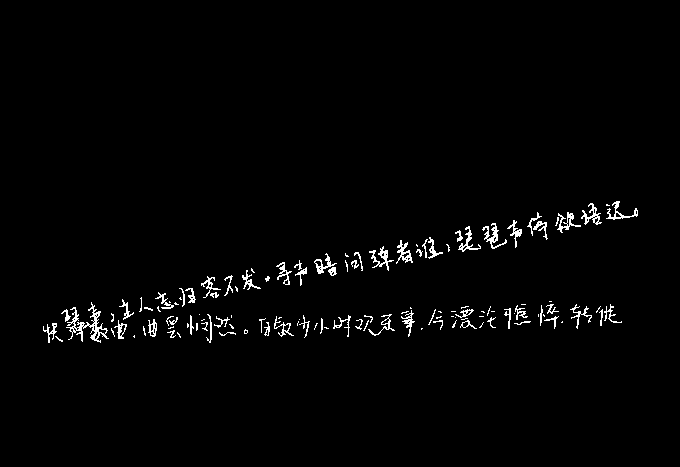 琶声，主人忘归客不发。寻声暗问弹者谁，琵琶声停欲语迟。
快弹数曲，曲罢悯然。自叙少小时欢乐事，今漂沦憔悴，转徙